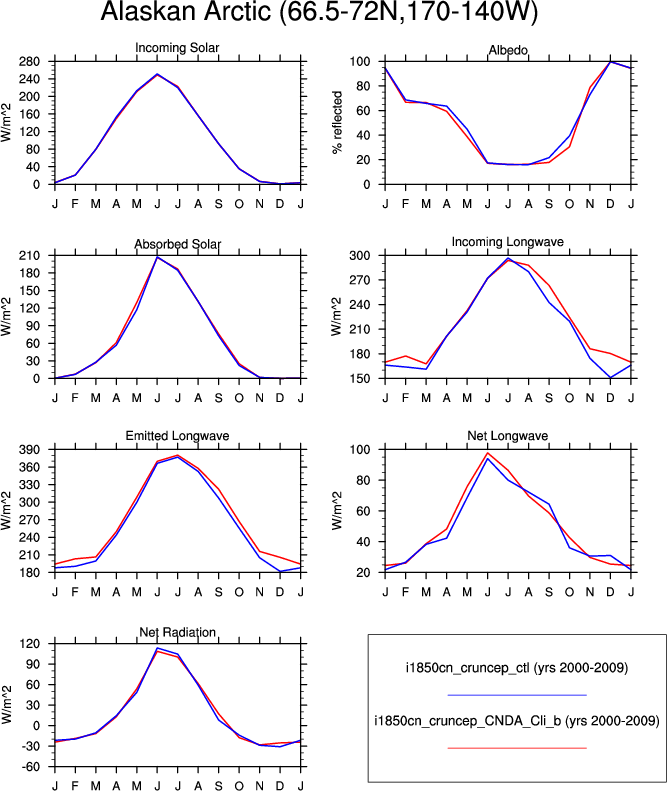 Alaskan Arctic (66.5-72N,170-140W)
Incoming Solar
W/m^2
280
240
200
160
120
80
40
0
J F M A M J J A S O N D J
Albedo
% reflected
100
80
60
40
20
0
J F M A M J J A S O N D J
Absorbed Solar
W/m^2
210
180
150
120
90
60
30
0
J F M A M J J A S O N D J
Incoming Longwave
W/m^2
300
270
240
210
180
150
J F M A M J J A S O N D J
Emitted Longwave
W/m^2
390
360
330
300
270
240
210
180
J F M A M J J A S O N D J
Net Longwave
W/m^2
100
80
60
40
20
J F M A M J J A S O N D J
Net Radiation
W/m^2
120
90
60
30
0
-30
-60
J F M A M J J A S O N D J
i1850cn_cruncep_ctl (yrs 2000-2009)
i1850cn_cruncep_CNDA_Cli_b (yrs 2000-2009)